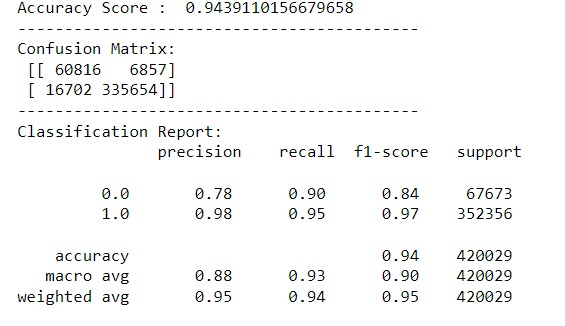 Accuracy Score :  0.9439110156679658
--------------------------------------------
Confusion Matrix:
 [[ 60816   6857]
 [ 16702 335654]]
--------------------------------------------
Classification Report:
              precision    recall  f1-score   support

         0.0       0.78      0.90      0.84     67673
         1.0       0.98      0.95      0.97    352356

    accuracy                           0.94    420029
   macro avg       0.88      0.93      0.90    420029
weighted avg       0.95      0.94      0.95    420029